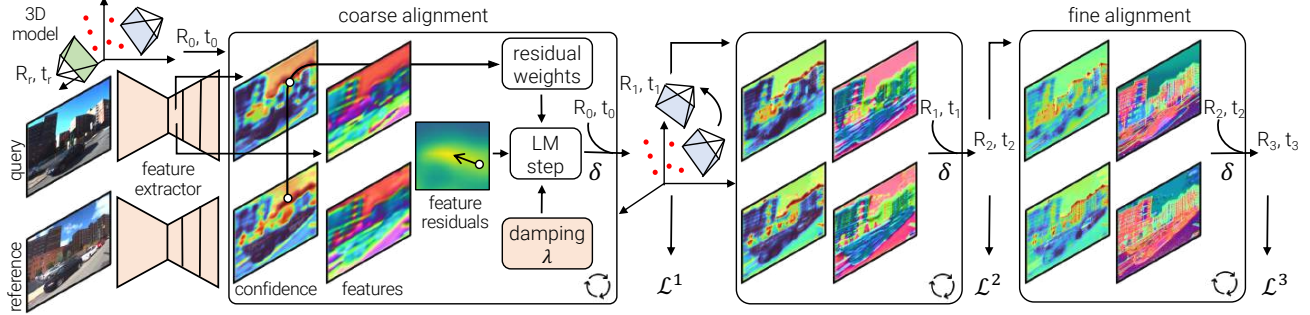 3D
model
R₀, t₀
Rᵣ, tᵣ
query
reference
feature
extractor
coarse alignment
confidence
features
feature
residuals
residual
weights
LM
step
damping
λ
R₀, t₀
δ
R₁, t₁
ℒ¹
R₁, t₁
δ
R₂, t₂
ℒ²
fine alignment
R₂, t₂
δ
R₃, t₃
ℒ³